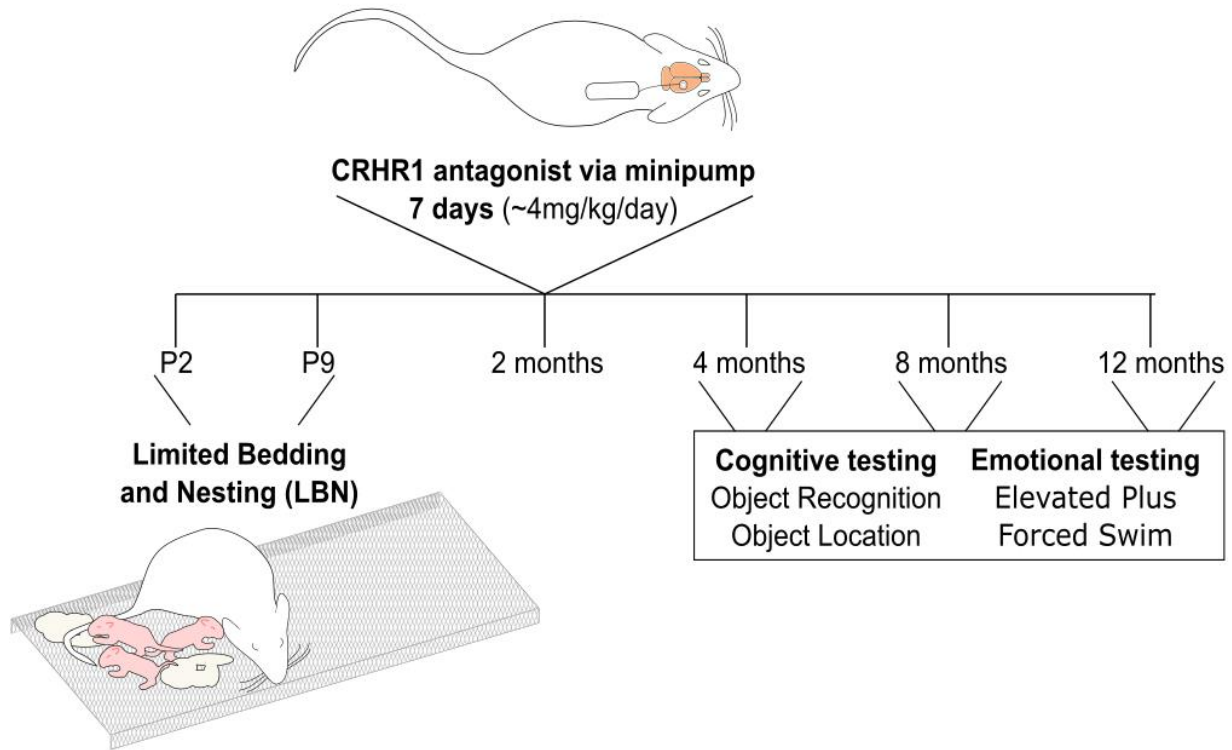 CRHR1 antagonist via minipump
7 days (~4mg/kg/day)
P2
P9
2 months
4 months
8 months
12 months
Limited Bedding
and Nesting (LBN)
Cognitive testing
Object Recognition
Object Location
Emotional testing
Elevated Plus
Forced Swim